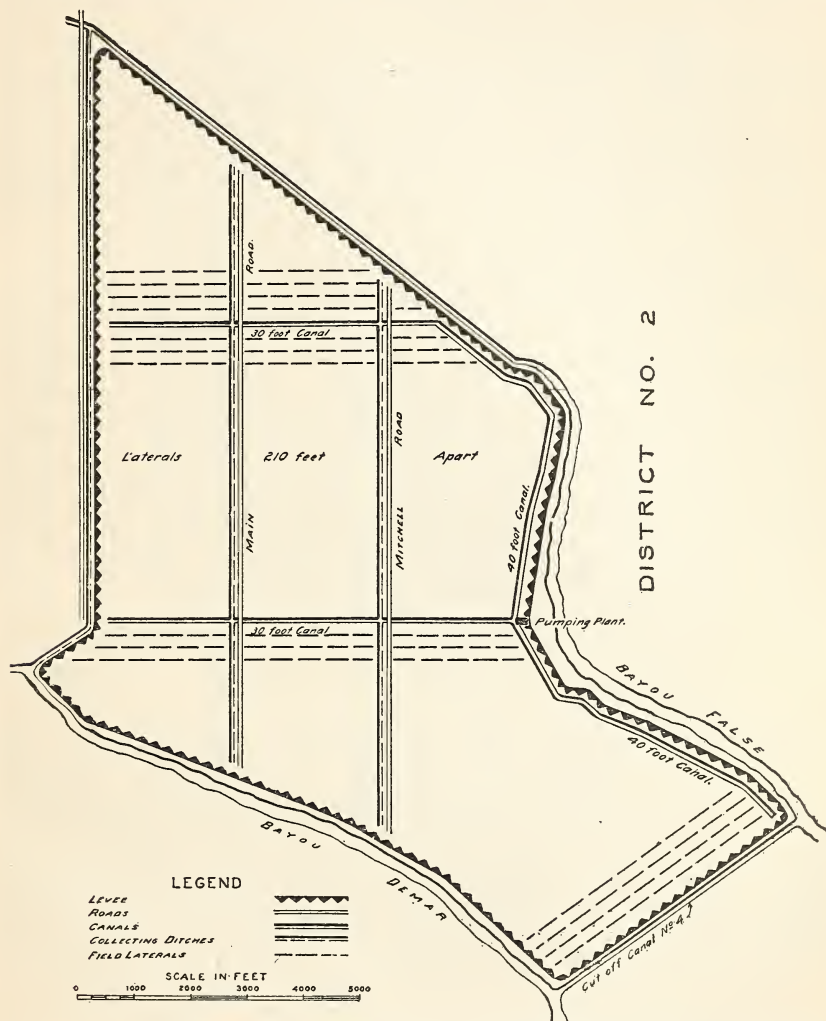 DISTRICT NO. 2
ROAD.
30 foot Canal
Laterals 210 feet Apart
ROAD
MAIN
MITCHELL
40 foot Canal.
30 foot Canal
Pumping Plant.
BAYOU FALSE
40 foot Canal.
BAYOU DEMAR
Cut off Canal No. 4
LEGEND
LEVEE
ROADS
CANALS
COLLECTING DITCHES
FIELD LATERALS
SCALE IN FEET
0 1000 2000 3000 4000 5000